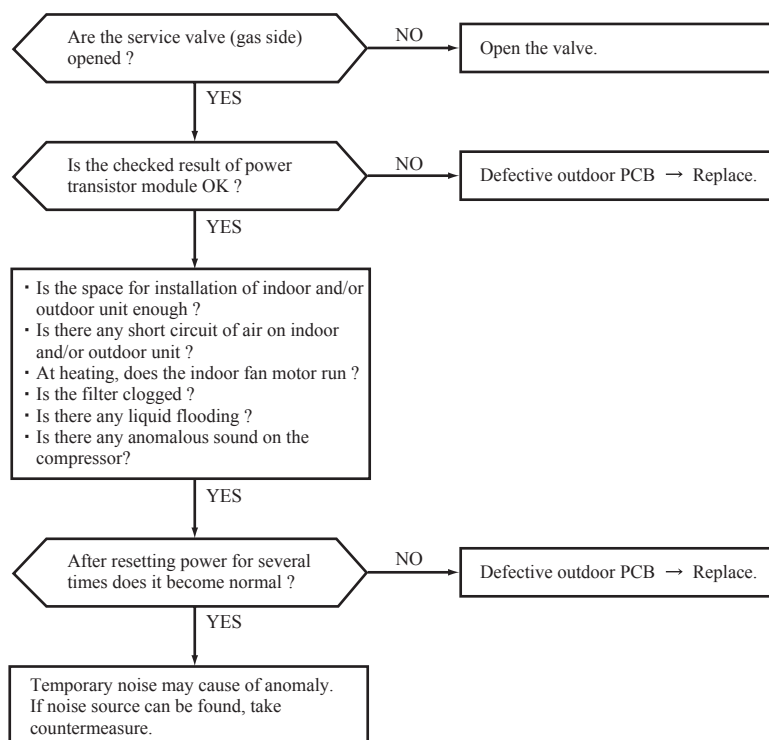 Are the service valve (gas side)
opened ?
NO
Open the valve.
YES
Is the checked result of power
transistor module OK ?
NO
Defective outdoor PCB → Replace.
YES
・Is the space for installation of indoor and/or
outdoor unit enough ?
・Is there any short circuit of air on indoor
and/or outdoor unit ?
・At heating, does the indoor fan motor run ?
・Is the filter clogged ?
・Is there any liquid flooding ?
・Is there any anomalous sound on the
compressor?
YES
After resetting power for several
times does it become normal ?
NO
Defective outdoor PCB → Replace.
YES
Temporary noise may cause of anomaly.
If noise source can be found, take
countermeasure.